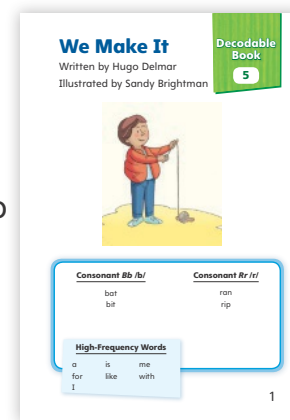 We Make It
Written by Hugo Delmar
Illustrated by Sandy Brightman
Decodable
Book
5
Consonant Bb /b/
bat
bit
Consonant Rr /r/
ran
rip
High-Frequency Words
a is me
for like with
I
1